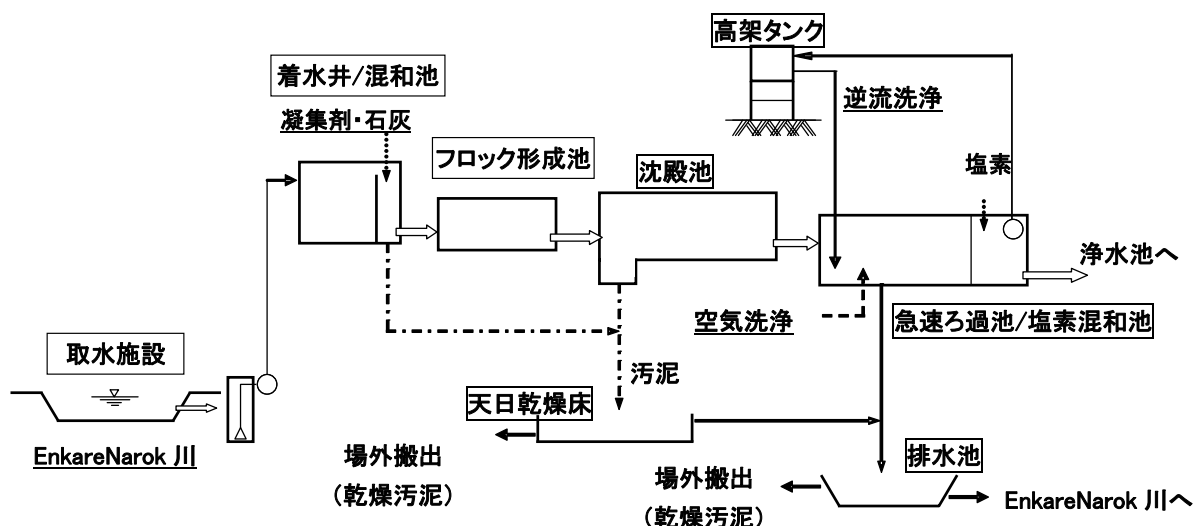 高架タンク
着水井/混和池
凝集剤・石灰
逆流洗浄
フロック形成池
沈殿池
塩素
浄水池へ
空気洗浄
急速ろ過池/塩素混和池
取水施設
汚泥
天日乾燥床
EnkareNarok 川
場外搬出
(乾燥汚泥)
排水池
場外搬出
(乾燥汚泥)
EnkareNarok 川へ